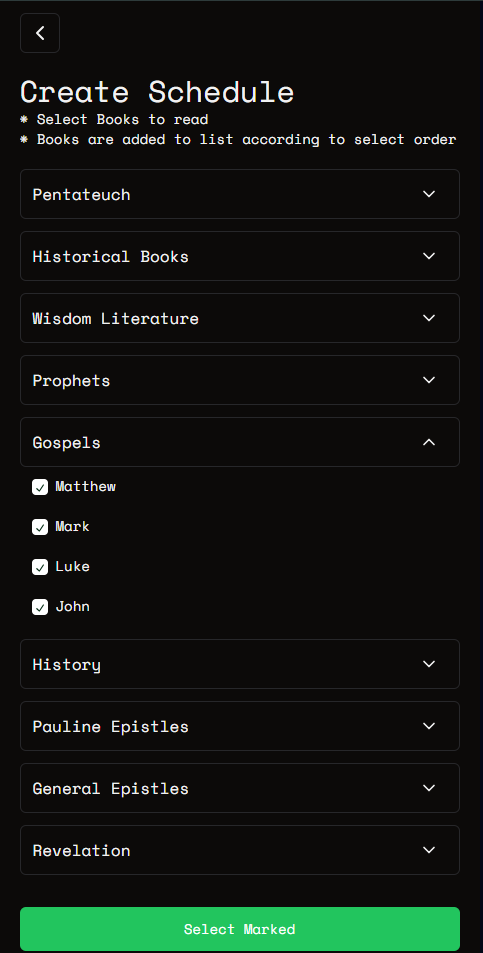 Create Schedule
* Select Books to read
* Books are added to list according to select order
Pentateuch
Historical Books
Wisdom Literature
Prophets
Gospels
Matthew
Mark
Luke
John
History
Pauline Epistles
General Epistles
Revelation
Select Marked